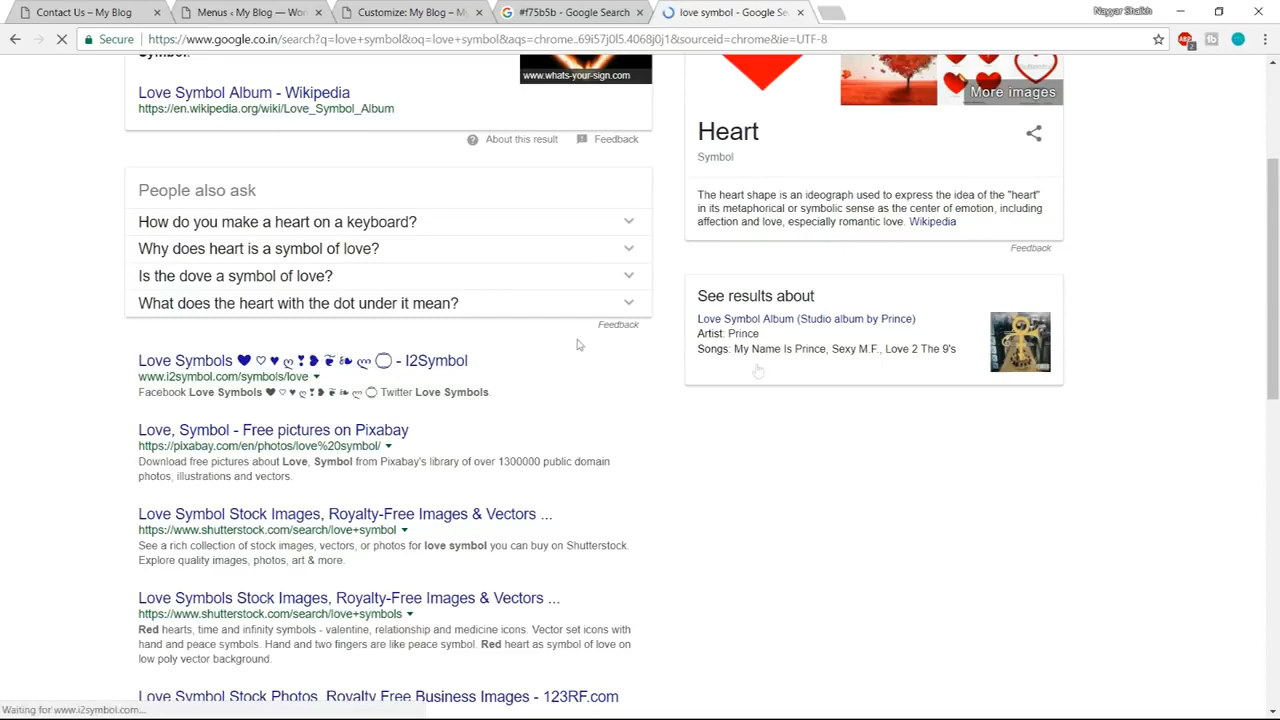 Contact Us – My Blog
Menus ‹ My Blog — Wor
Customize: My Blog – M
#f75b5b - Google Search
love symbol - Google Se
Nayyar Shaikh
Secure
https://www.google.co.in/search?q=love+symbol&oq=love+symbol&aqs=chrome..69i57j0l5.4068j0j1&sourceid=chrome&ie=UTF-8
www.whats-your-sign.com
Love Symbol Album - Wikipedia
https://en.wikipedia.org/wiki/Love_Symbol_Album
About this result
Feedback
People also ask
How do you make a heart on a keyboard?
Why does heart is a symbol of love?
Is the dove a symbol of love?
What does the heart with the dot under it mean?
Feedback
Love Symbols ❤ ♡ ♥ ღ ❣ ❥ ❦ ❧ ლ ۝ - I2Symbol
www.i2symbol.com/symbols/love
Facebook Love Symbols ❤ ♡ ♥ ღ ❣ ❥ ❦ ❧ ლ ۝ Twitter Love Symbols.
Love, Symbol - Free pictures on Pixabay
https://pixabay.com/en/photos/love%20symbol/
Download free pictures about Love, Symbol from Pixabay's library of over 1300000 public domain
photos, illustrations and vectors.
Love Symbol Stock Images, Royalty-Free Images & Vectors ...
https://www.shutterstock.com/search/love+symbol
See a rich collection of stock images, vectors, or photos for love symbol you can buy on Shutterstock.
Explore quality images, photos, art & more.
Love Symbols Stock Images, Royalty-Free Images & Vectors ...
https://www.shutterstock.com/search/love+symbols
Red hearts, time and infinity symbols - valentine, relationship and medicine icons. Vector set icons with
hand and peace symbols. Hand and two fingers are like peace symbol. Red heart as symbol of love on
low poly vector background.
Love Symbol Stock Photos, Royalty Free Business Images - 123RF.com
More images
Heart
Symbol
The heart shape is an ideograph used to express the idea of the "heart"
in its metaphorical or symbolic sense as the center of emotion, including
affection and love, especially romantic love. Wikipedia
Feedback
See results about
Love Symbol Album (Studio album by Prince)
Artist: Prince
Songs: My Name Is Prince, Sexy M.F., Love 2 The 9's
Waiting for www.i2symbol.com...